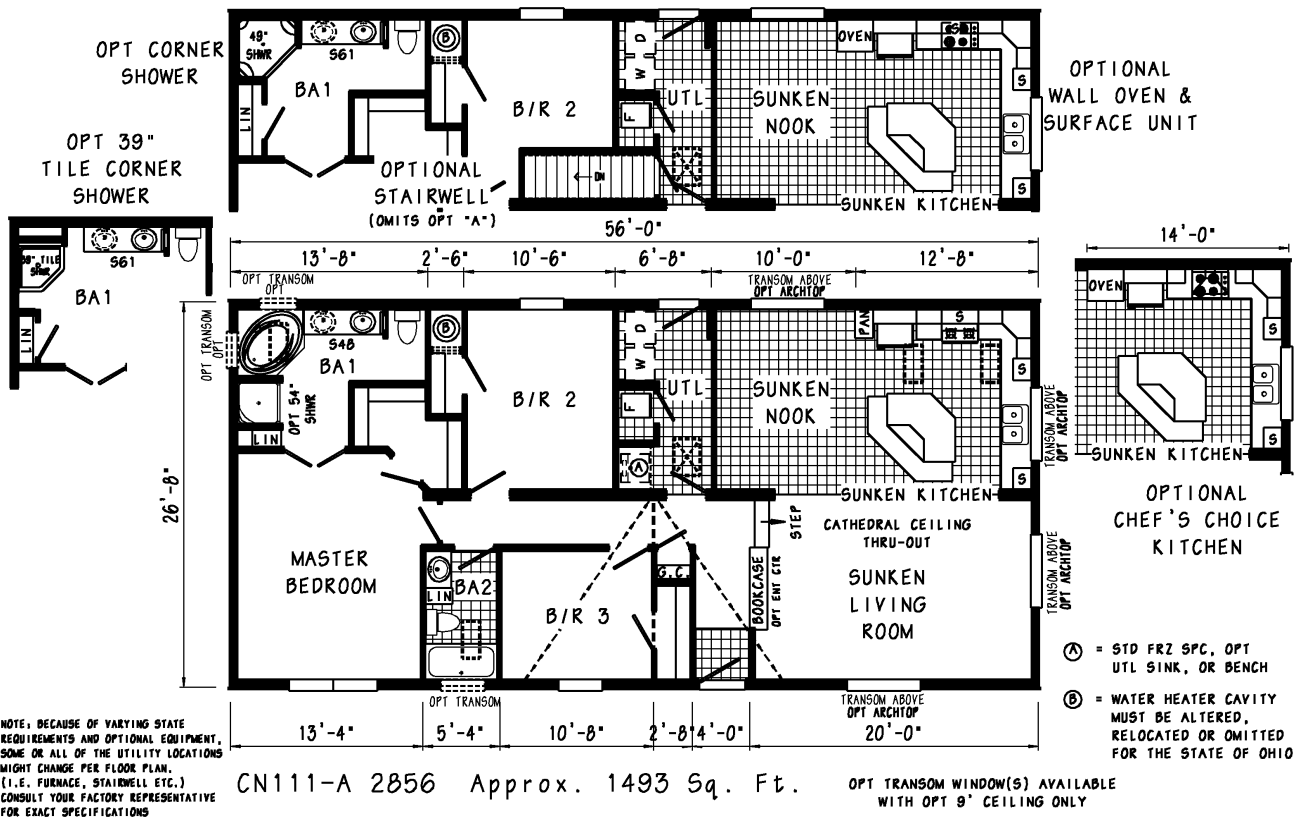 OPT CORNER
SHOWER
49"
SHWR
S61
BA1
LIN
B
B/R 2
D
W
UTL
F
OPTIONAL
STAIRWELL
(OMITS OPT "A")
DN
SUNKEN
NOOK
OVEN
S
S
S
SUNKEN KITCHEN
OPTIONAL
WALL OVEN &
SURFACE UNIT
OPT 39"
TILE CORNER
SHOWER
S61
39" TILE
SHWR
BA1
LIN
56'-0"
13'-8"
2'-6"
10'-6"
6'-8"
10'-0"
12'-8"
OPT TRANSOM
OPT
TRANSOM ABOVE
OPT ARCHTOP
OPT TRANSOM
OPT
26'-8"
S48
BA1
OPT 54"
SHWR
LIN
B
B/R 2
D
W
UTL
F
A
SUNKEN
NOOK
PAN
S
S
S
SUNKEN KITCHEN
TRANSOM ABOVE
OPT ARCHTOP
14'-0"
OVEN
S
S
SUNKEN KITCHEN
OPTIONAL
CHEF'S CHOICE
KITCHEN
MASTER
BEDROOM
BA2
LIN
B/R 3
G.C.
STEP
BOOKCASE
OPT ENT CTR
CATHEDRAL CEILING
THRU-OUT
SUNKEN
LIVING
ROOM
TRANSOM ABOVE
OPT ARCHTOP
A = STD FRZ SPC, OPT
UTL SINK, OR BENCH
B = WATER HEATER CAVITY
MUST BE ALTERED,
RELOCATED OR OMITTED
FOR THE STATE OF OHIO
OPT TRANSOM
TRANSOM ABOVE
OPT ARCHTOP
13'-4"
5'-4"
10'-8"
2'-8"
4'-0"
20'-0"
NOTE: BECAUSE OF VARYING STATE
REQUIREMENTS AND OPTIONAL EQUIPMENT,
SOME OR ALL OF THE UTILITY LOCATIONS
MIGHT CHANGE PER FLOOR PLAN.
(I.E. FURNACE, STAIRWELL ETC.)
CONSULT YOUR FACTORY REPRESENTATIVE
FOR EXACT SPECIFICATIONS
CN111-A 2856 Approx. 1493 Sq. Ft.
OPT TRANSOM WINDOW(S) AVAILABLE
WITH OPT 9' CEILING ONLY